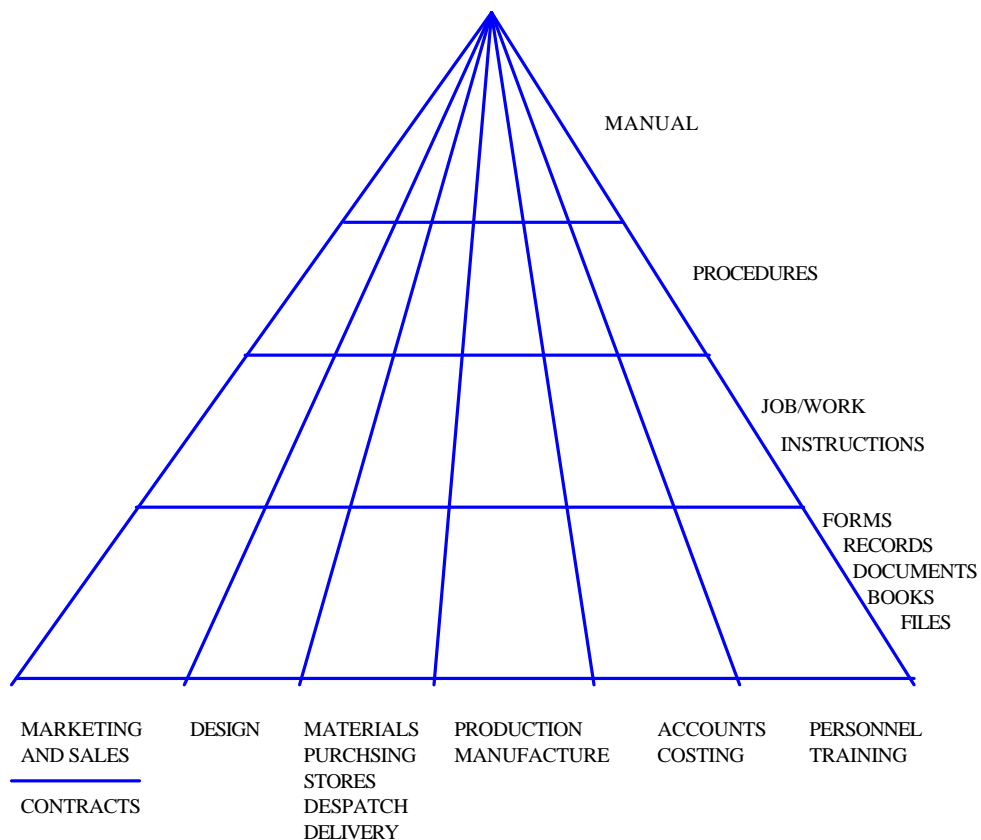 MANUAL
PROCEDURES
JOB/WORK
INSTRUCTIONS
FORMS
RECORDS
DOCUMENTS
BOOKS
FILES
MARKETING
AND SALES
CONTRACTS
DESIGN
MATERIALS
PURCHSING
STORES
DESPATCH
DELIVERY
PRODUCTION
MANUFACTURE
ACCOUNTS
COSTING
PERSONNEL
TRAINING